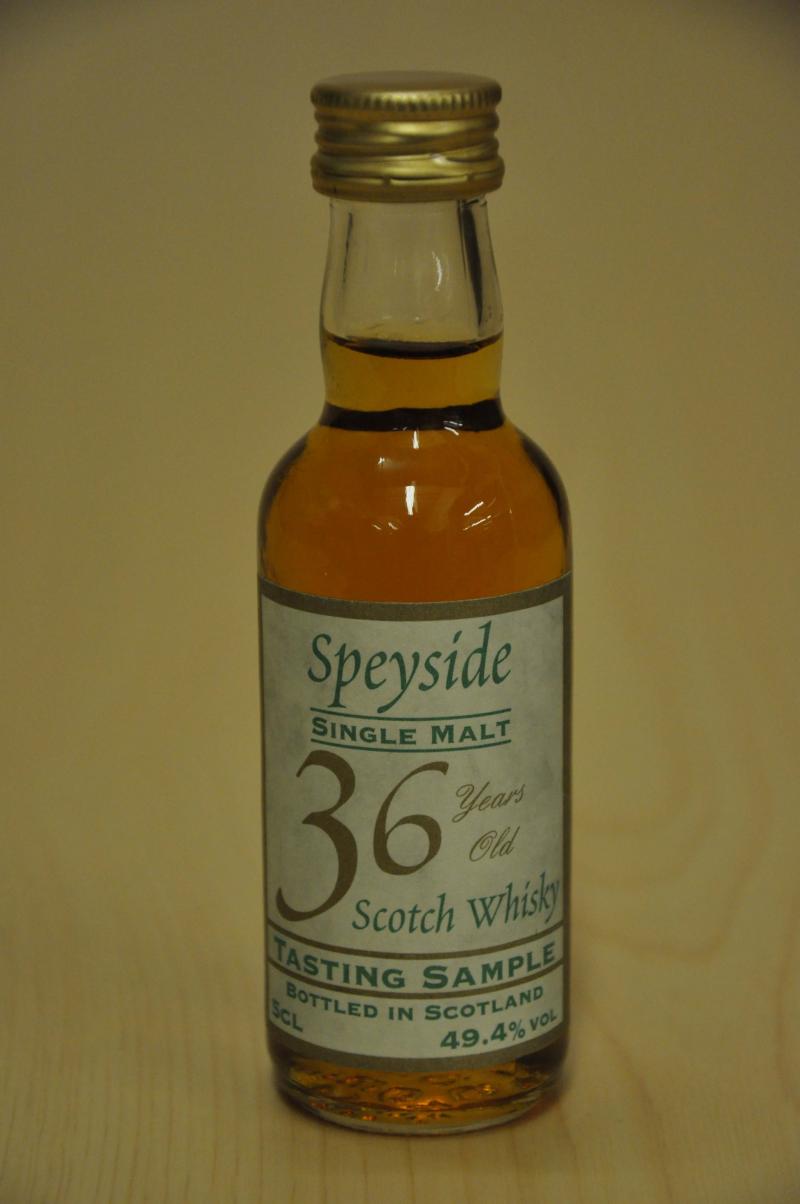 Speyside
SINGLE MALT
36 Years
Old
Scotch Whisky
TASTING SAMPLE
BOTTLED IN SCOTLAND
5CL 49.4% VOL